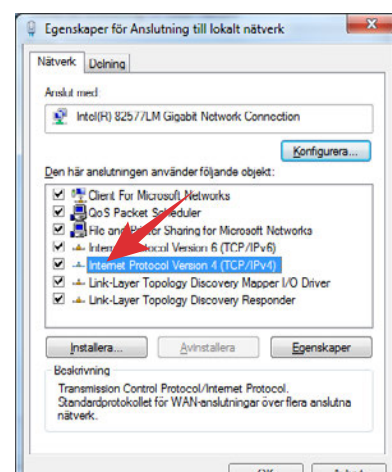 Egenskaper för Anslutning till lokalt nätverk
Nätverk Delning
Anslut med:
Intel(R) 82577LM Gigabit Network Connection
Konfigurera...
Den här anslutningen använder följande objekt:
Client For Microsoft Networks
QoS Packet Scheduler
File and Printer Sharing for Microsoft Networks
Internet Protocol Version 6 (TCP/IPv6)
Internet Protocol Version 4 (TCP/IPv4)
Link-Layer Topology Discovery Mapper I/O Driver
Link-Layer Topology Discovery Responder
Installera... Avinstallera Egenskaper
Beskrivning
Transmission Control Protocol/Internet Protocol.
Standardprotokollet för WAN-anslutningar över flera anslutna
nätverk.